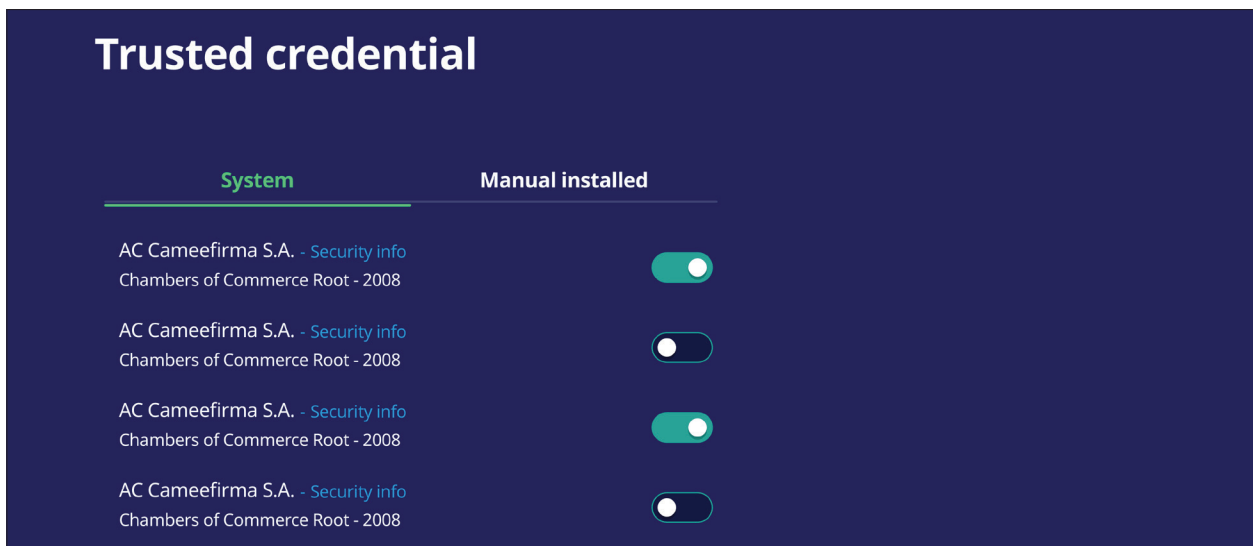 Trusted credential
System Manual installed
AC Cameefirma S.A. - Security info
Chambers of Commerce Root - 2008
AC Cameefirma S.A. - Security info
Chambers of Commerce Root - 2008
AC Cameefirma S.A. - Security info
Chambers of Commerce Root - 2008
AC Cameefirma S.A. - Security info
Chambers of Commerce Root - 2008